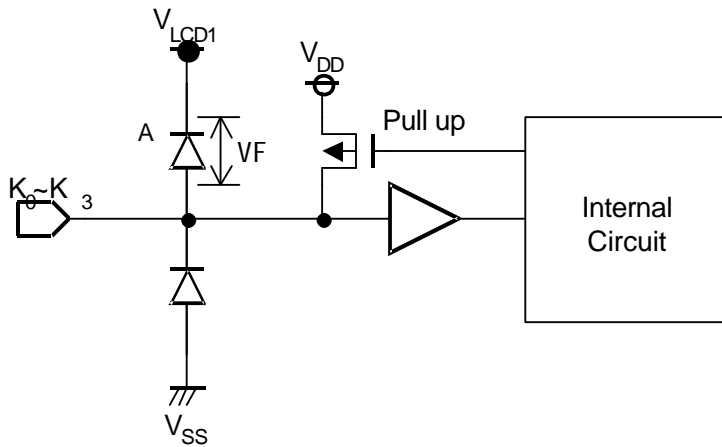 VLCD1
VDD
A
VF
Pull up
K0~K3
Internal
Circuit
VSS